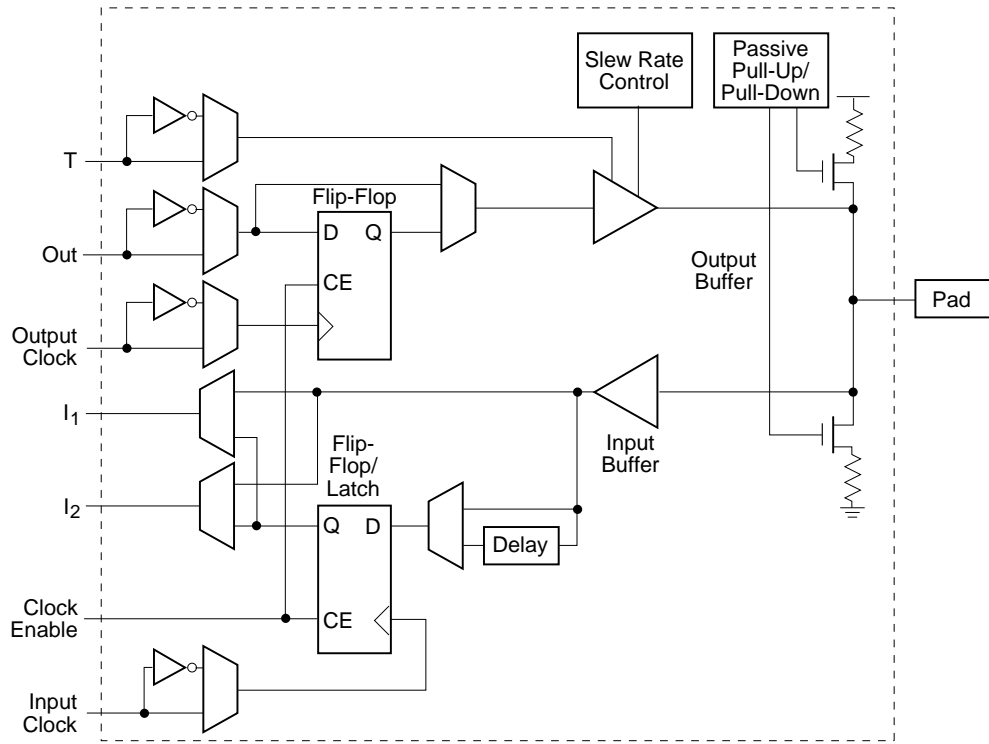 Slew Rate
Control
Passive
Pull-Up/
Pull-Down
T
Flip-Flop
D Q
Out
CE
Output
Buffer
Pad
Output
Clock
I1
Flip-
Flop/
Latch
Input
Buffer
I2
Q D
Delay
Clock
Enable
CE
Input
Clock